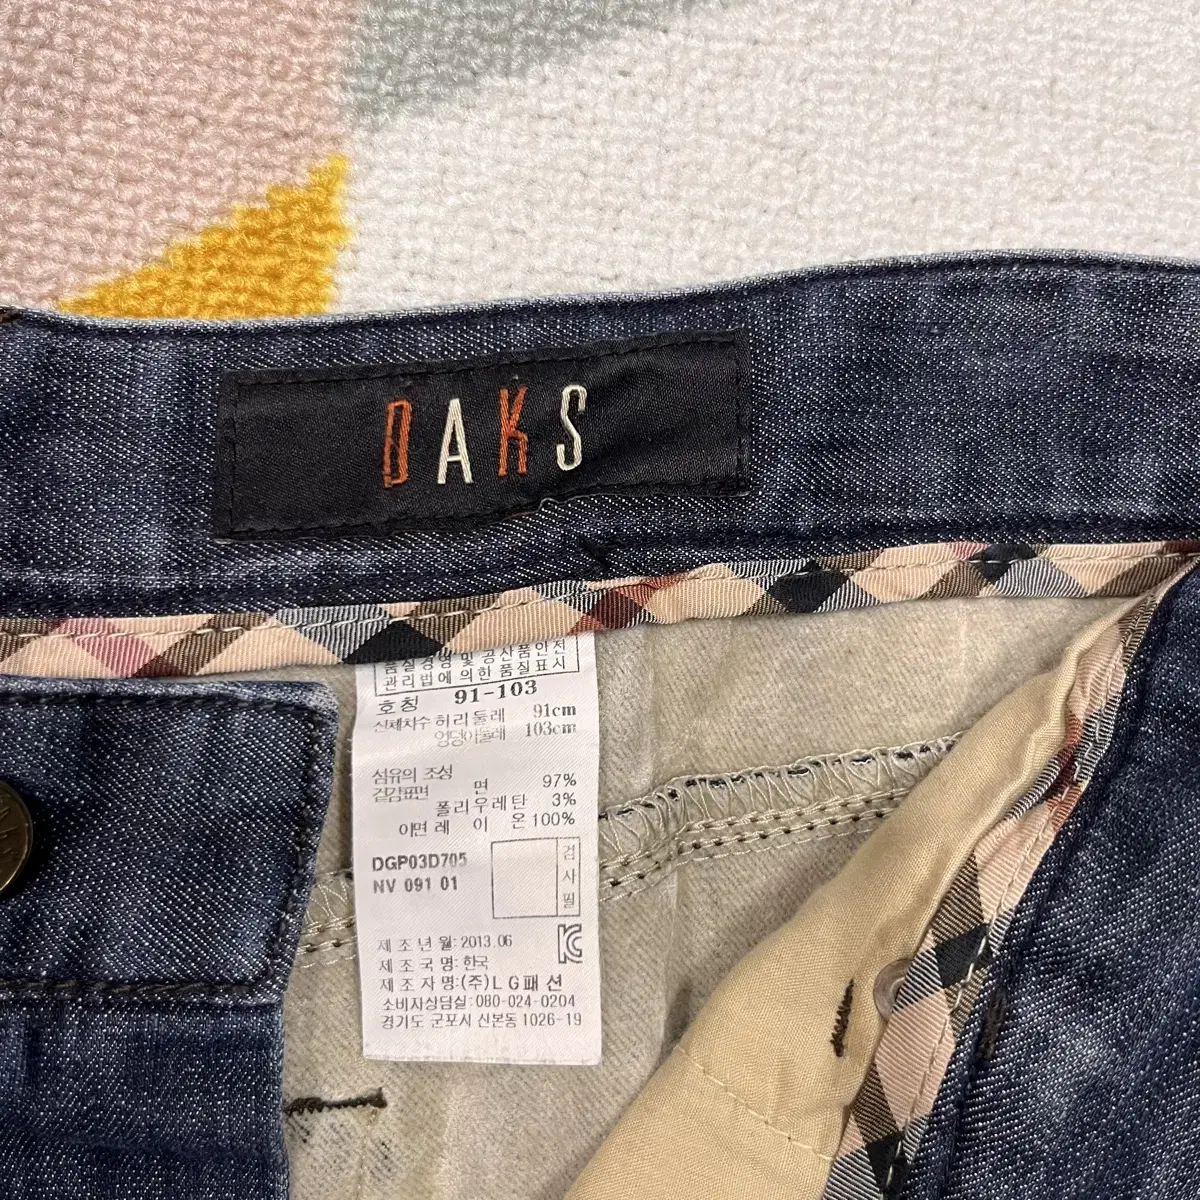 DAKS
품질경영 및 공산품안전
관리법에 의한 품질표시
호칭 91-103
신체치수 허리둘레 91cm
엉덩이둘레 103cm
섬유의 조성
겉감표면 면 97%
폴리우레탄 3%
이면 레이온 100%
DGP03D705
NV 091 01
검사필
제조년월: 2013.06
제조국명: 한국
제조자명: (주)LG패션
소비자상담실: 080-024-0204
경기도 군포시 신본동 1026-19